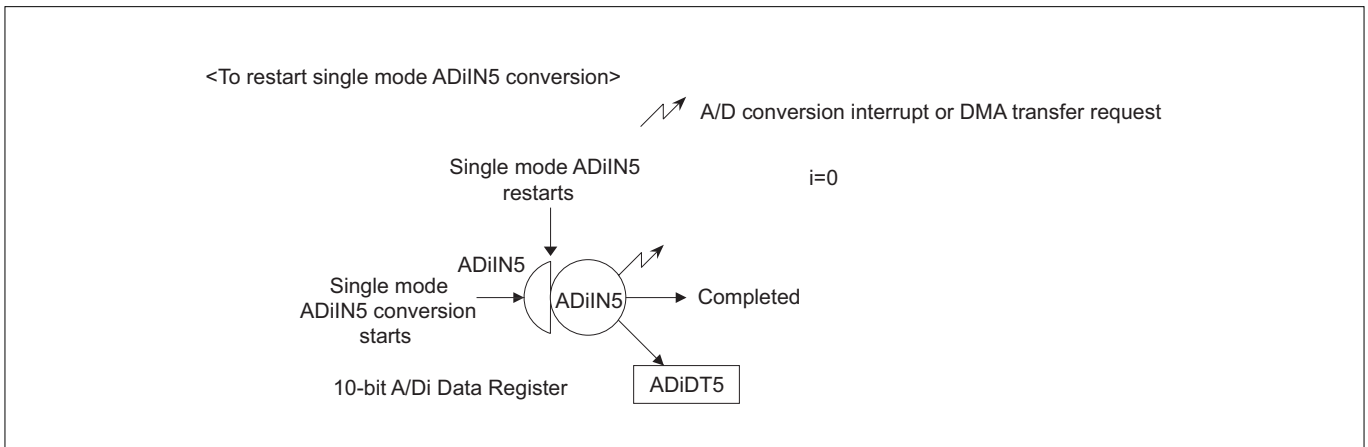 <To restart single mode ADiIN5 conversion>
A/D conversion interrupt or DMA transfer request
Single mode ADiIN5
restarts
i=0
ADiIN5
Single mode
ADiIN5 conversion
starts
ADiIN5
Completed
10-bit A/Di Data Register
ADiDT5